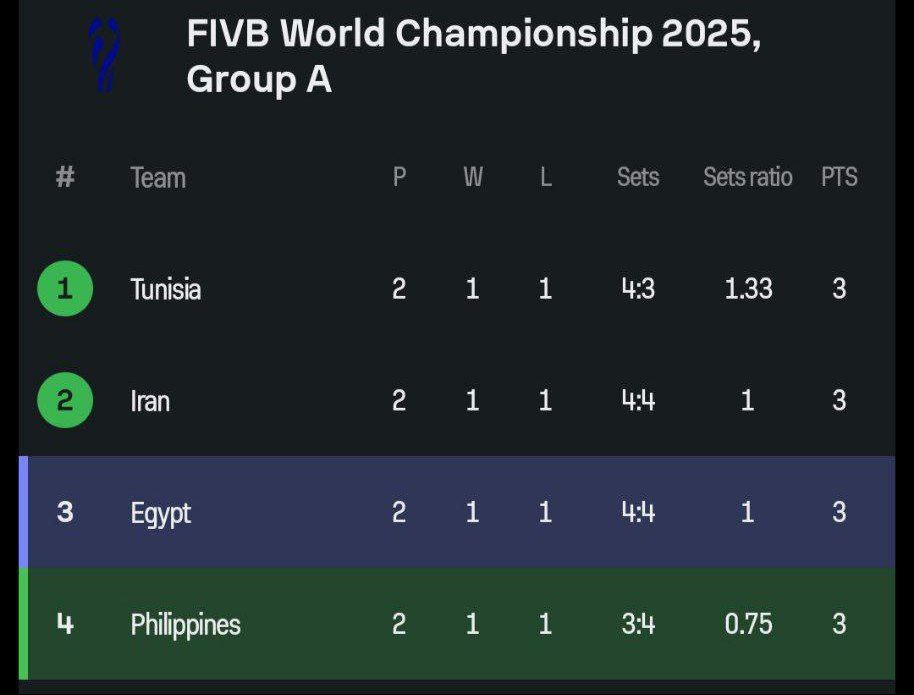 FIVB World Championship 2025,
Group A
# Team P W L Sets Sets ratio PTS
1 Tunisia 2 1 1 4:3 1.33 3
2 Iran 2 1 1 4:4 1 3
3 Egypt 2 1 1 4:4 1 3
4 Philippines 2 1 1 3:4 0.75 3